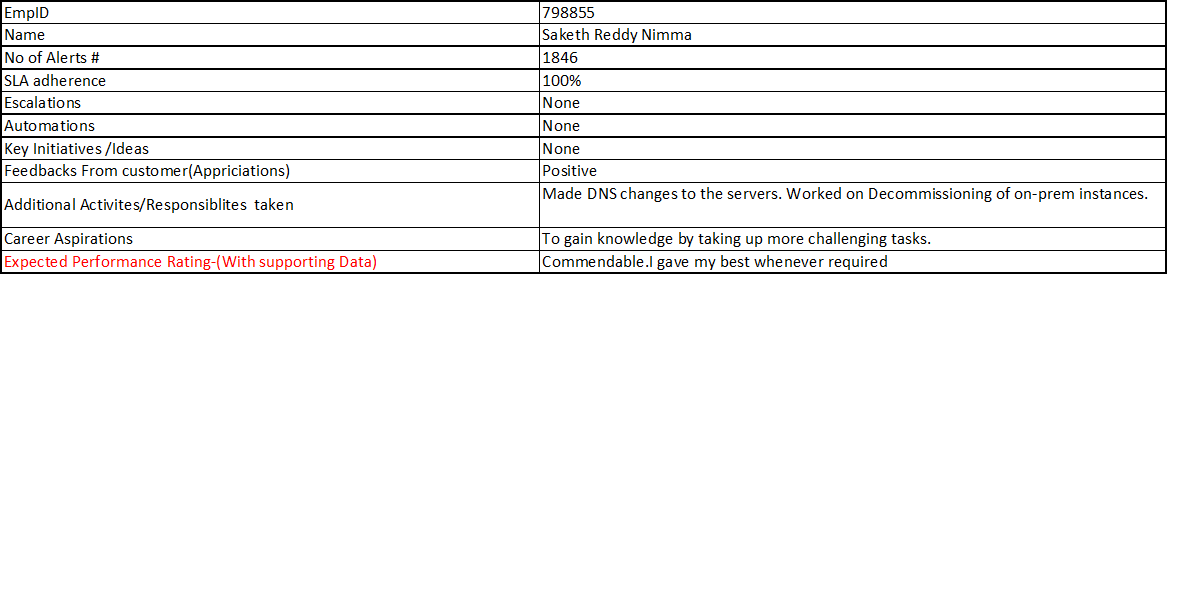 EmpID 798855
Name Saketh Reddy Nimma
No of Alerts # 1846
SLA adherence 100%
Escalations None
Automations None
Key Initiatives /Ideas None
Feedbacks From customer(Appriciations) Positive
Additional Activites/Responsiblites  taken Made DNS changes to the servers. Worked on Decommissioning of on-prem instances.
Career Aspirations To gain knowledge by taking up more challenging tasks.
Expected Performance Rating-(With supporting Data) Commendable.I gave my best whenever required